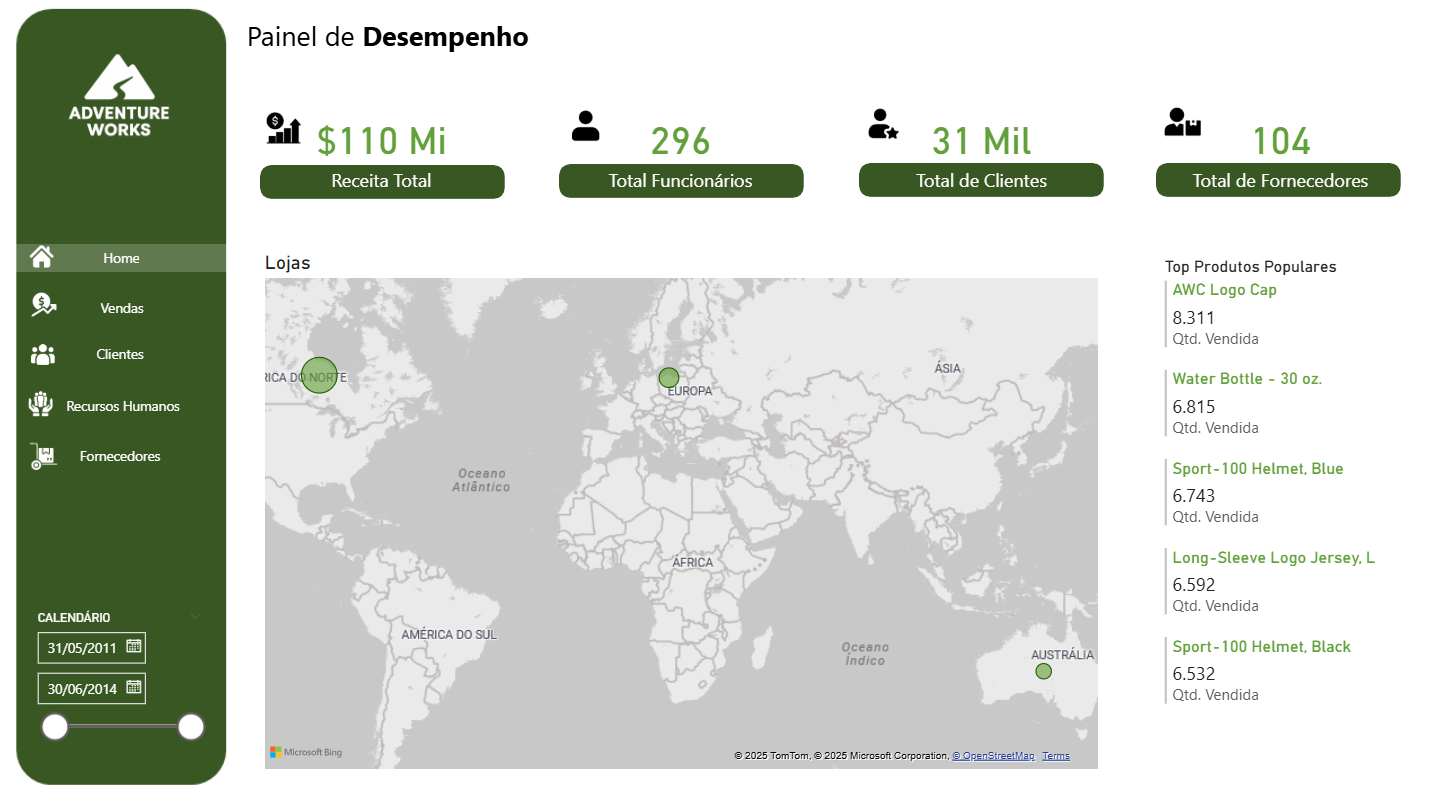 ADVENTURE
WORKS
Painel de Desempenho
$110 Mi
Receita Total
296
Total Funcionários
31 Mil
Total de Clientes
104
Total de Fornecedores
Home
Vendas
Clientes
Recursos Humanos
Fornecedores
CALENDÁRIO
31/05/2011
30/06/2014
Lojas
RICA DO NORTE
EUROPA
ÁSIA
Oceano
Atlântico
ÁFRICA
AMÉRICA DO SUL
Oceano
Índico
AUSTRÁLIA
Microsoft Bing
© 2025 TomTom, © 2025 Microsoft Corporation, © OpenStreetMap Terms
Top Produtos Populares
AWC Logo Cap
8.311
Qtd. Vendida
Water Bottle - 30 oz.
6.815
Qtd. Vendida
Sport-100 Helmet, Blue
6.743
Qtd. Vendida
Long-Sleeve Logo Jersey, L
6.592
Qtd. Vendida
Sport-100 Helmet, Black
6.532
Qtd. Vendida